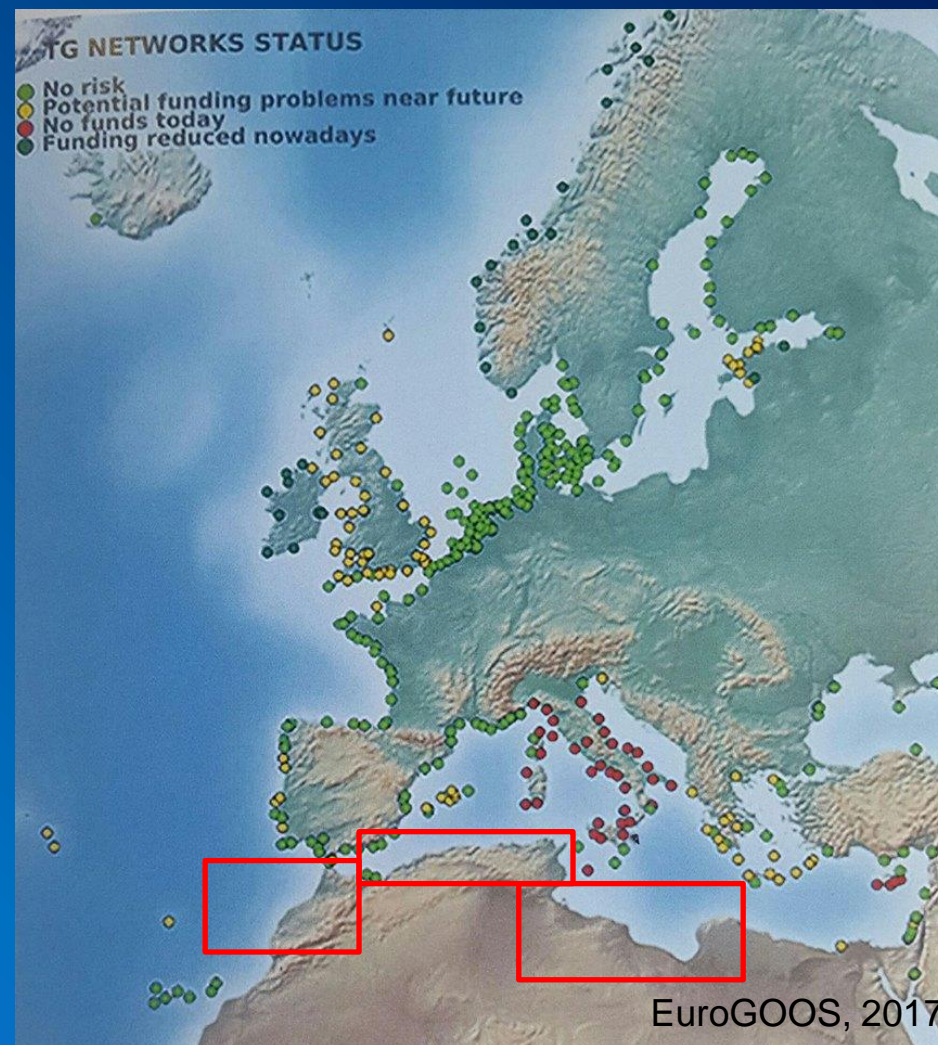 TG NETWORKS STATUS
No risk
Potential funding problems near future
No funds today
Funding reduced nowadays
EuroGOOS, 2017